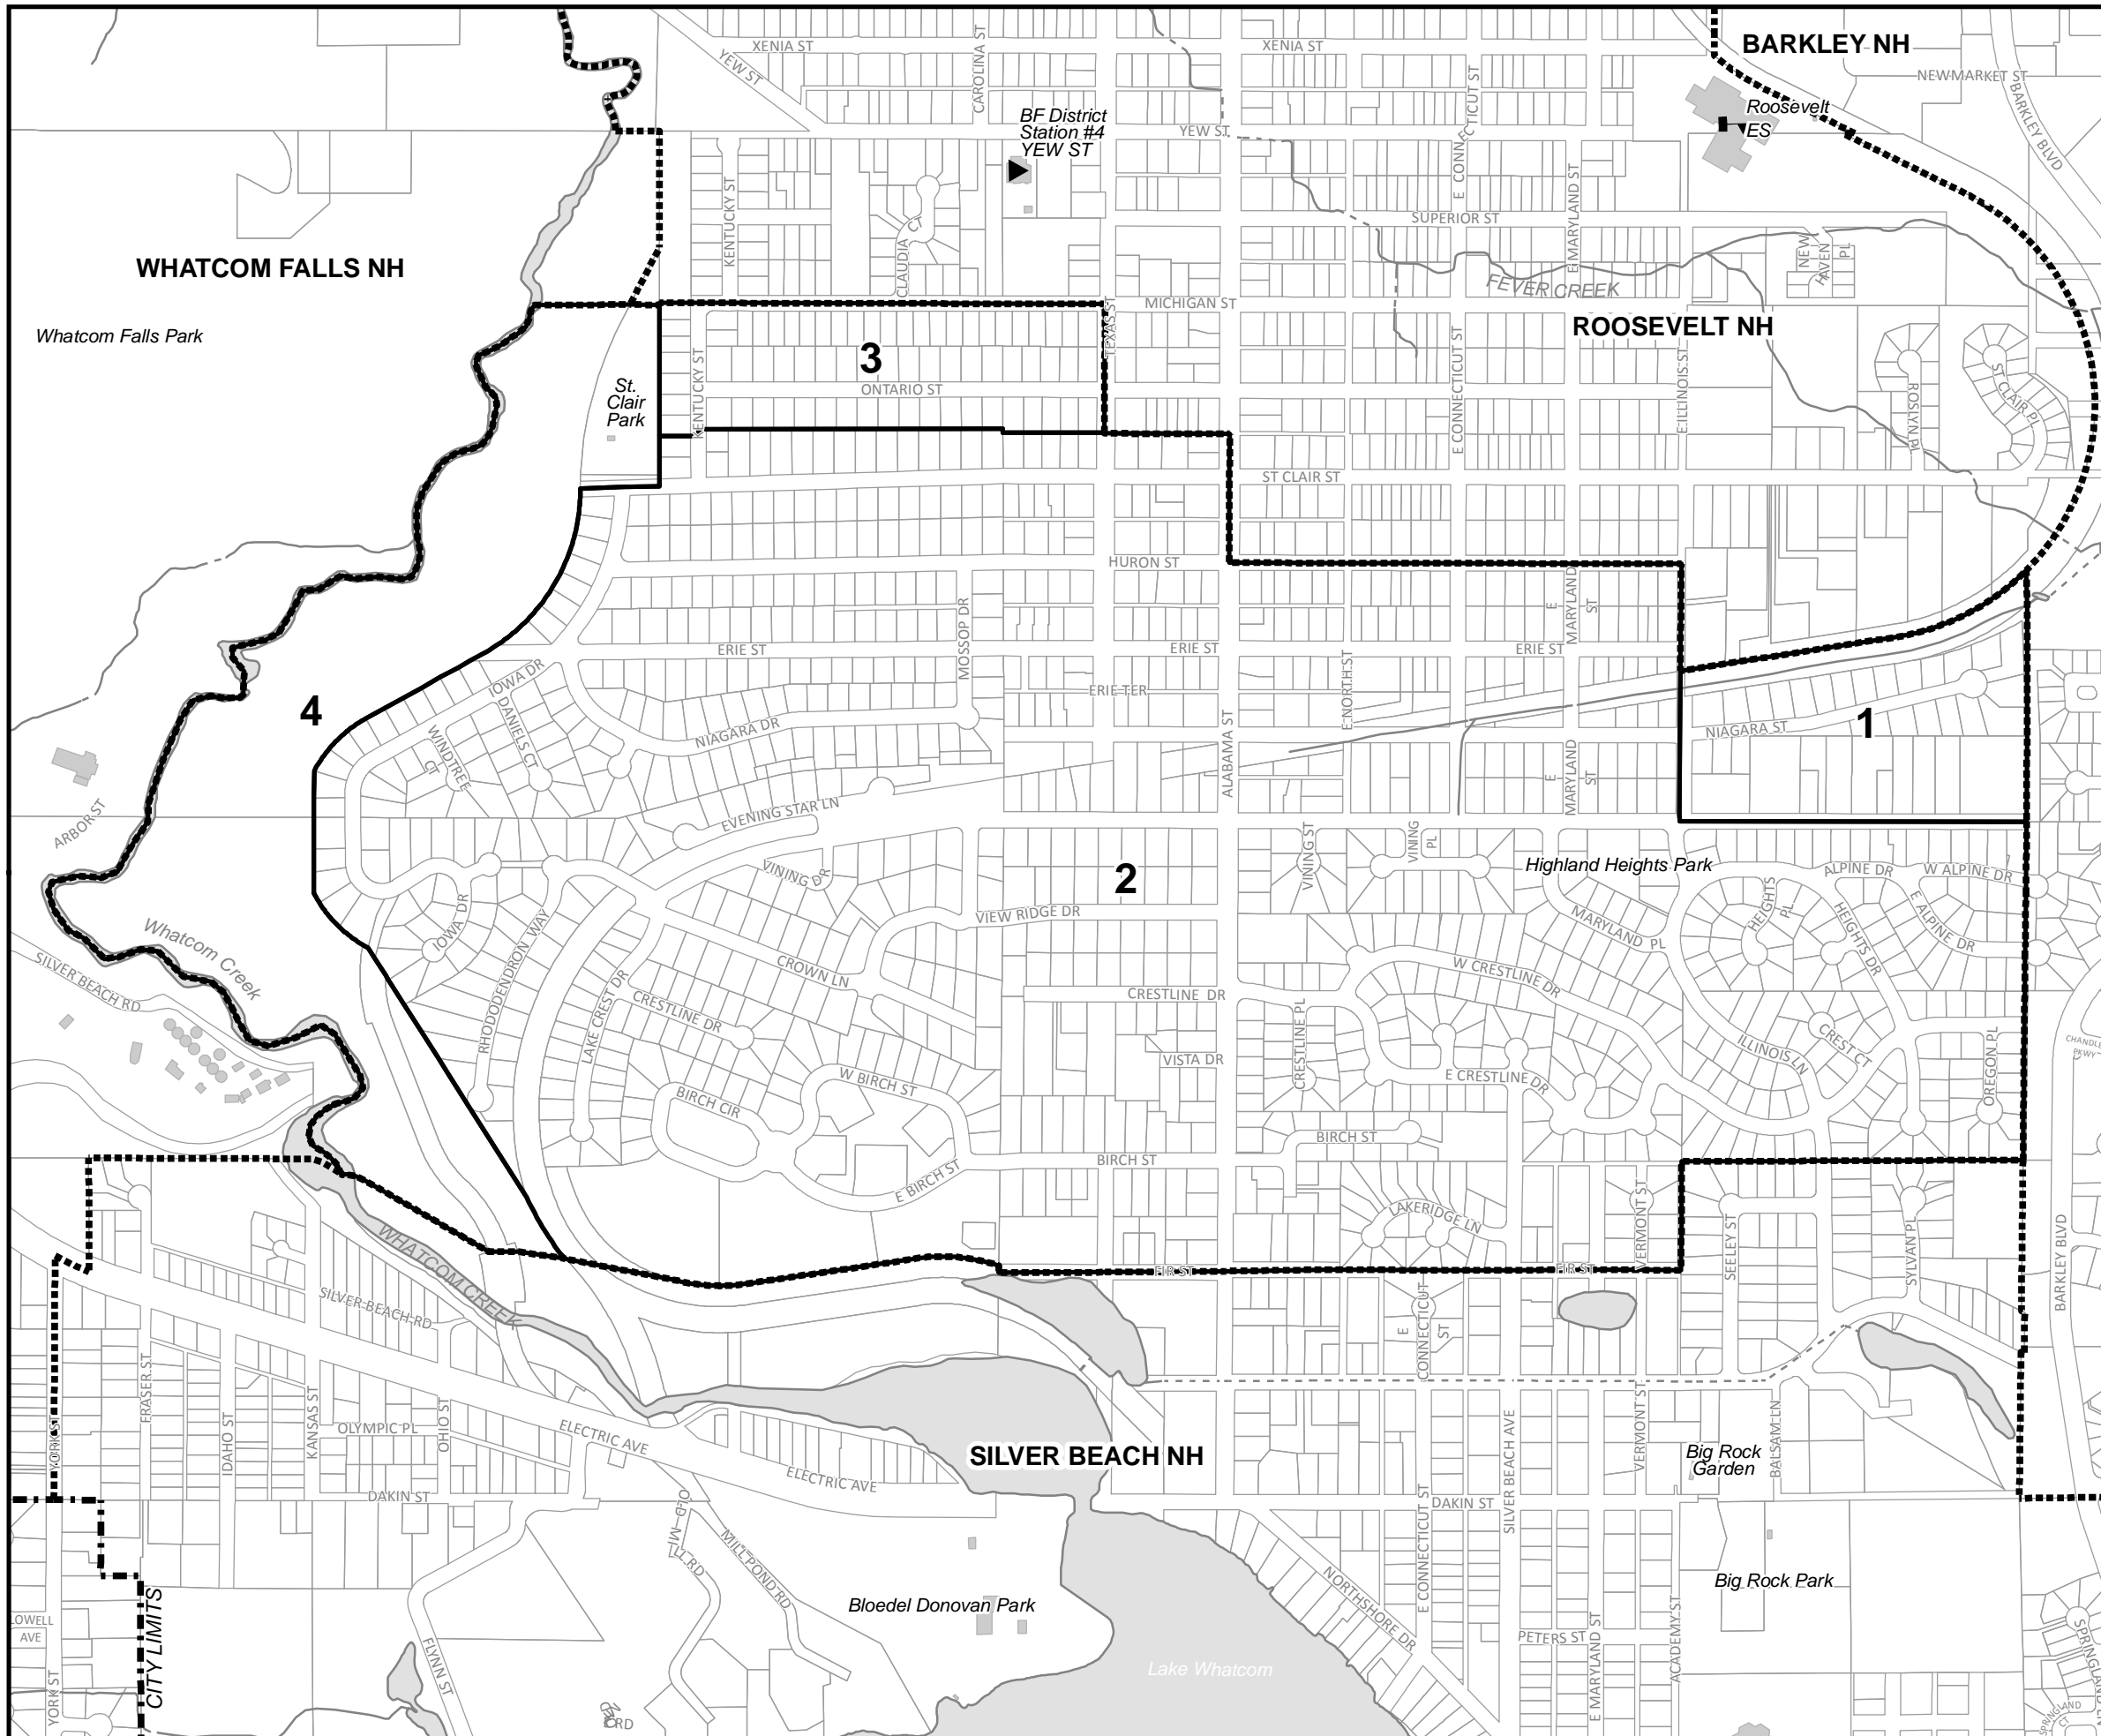 XENIA ST
YEW ST
CAROLINA ST
XENIA ST
E CONNECTICUT ST
BARKLEY NH
NEWMARKET ST
BARKLEY BLVD
Roosevelt
ES
BF District
Station #4
YEW ST
YEW ST
KENTUCKY ST
CLAUDIA CT
E MARYLAND ST
SUPERIOR ST
NEW
HAVEN
PL
WHATCOM FALLS NH
FEVER CREEK
MICHIGAN ST
TEXAS ST
ROOSEVELT NH
Whatcom Falls Park
3
St.
Clair
Park
KENTUCKY ST
ONTARIO ST
E CONNECTICUT ST
E ILLINOIS ST
ROSLYN PL
ST CLAIR PL
ST CLAIR ST
HURON ST
MOSSOP DR
E
MARYLAND
ST
ERIE ST
ERIE ST
ERIE ST
IOWA DR
ERIE TER
E NORTH ST
4
DANIELS CT
WINDTREE
CT
NIAGARA DR
ALABAMA ST
E
MARYLAND
ST
NIAGARA ST
1
ARBOR ST
EVENING STAR LN
VINING DR
2
VINING ST
VINING
PL
Highland Heights Park
ALPINE DR
W ALPINE DR
HEIGHTS
PL
HEIGHTS DR
E ALPINE DR
IOWA DR
RHODODENDRON WAY
VIEW RIDGE DR
MARYLAND PL
Whatcom Creek
SILVER BEACH RD
CROWN LN
LAKE CREST DR
CRESTLINE DR
CRESTLINE DR
W CRESTLINE DR
CRESTLINE PL
VISTA DR
W BIRCH ST
BIRCH CIR
E CRESTLINE DR
ILLINOIS LN
CREST CT
OREGON PL
CHANDLE
PKWY
BIRCH ST
BIRCH ST
E BIRCH ST
LAKERIDGE LN
VERMONT ST
SEELEY ST
SYLVAN PL
BARKLEY BLVD
WHATCOM CREEK
FIR ST
FIR ST
SILVER BEACH RD
E
CONNECTICUT
ST
YORK ST
FRASER ST
IDAHO ST
KANSAS ST
OLYMPIC PL
OHIO ST
ELECTRIC AVE
ELECTRIC AVE
DAKIN ST
SILVER BEACH NH
SILVER BEACH AVE
VERMONT ST
Big Rock
Garden
BALSAM LN
DAKIN ST
OLD MILL RD
MILL POND RD
E CONNECTICUT ST
NORTHSHORE DR
CITY LIMITS
Bloedel Donovan Park
Big Rock Park
OWELL
AVE
YORK ST
FLYNN ST
PETERS ST
E MARYLAND ST
ACADEMY ST
Lake Whatcom